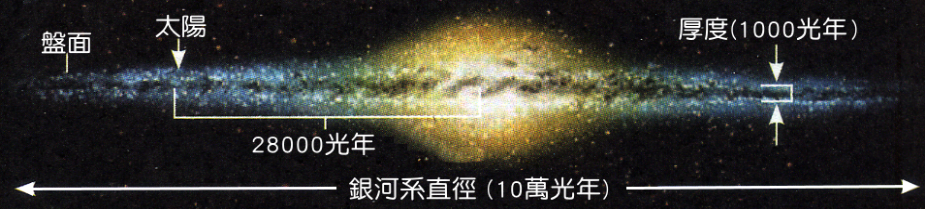 盤面
太陽
厚度(1000光年)
28000光年
銀河系直徑 (10萬光年)